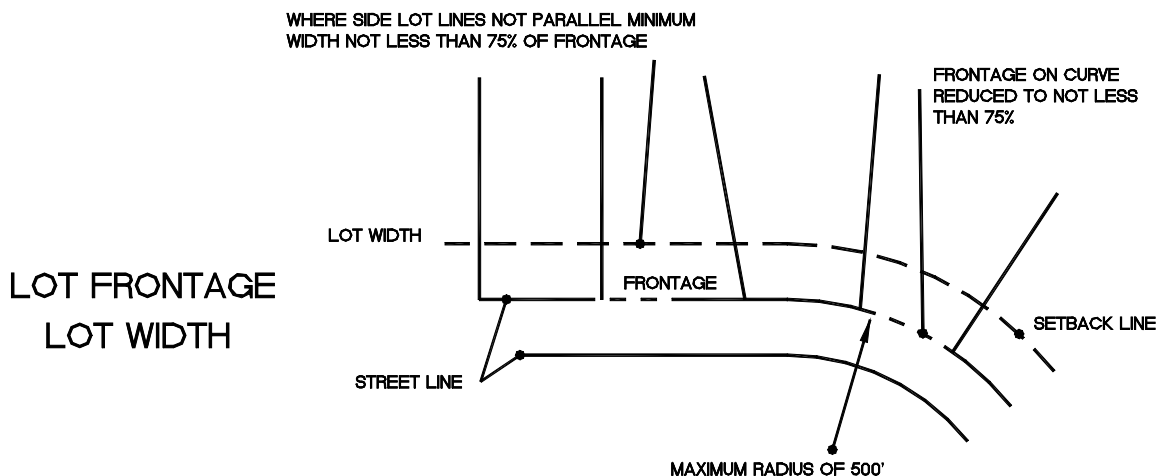 WHERE SIDE LOT LINES NOT PARALLEL MINIMUM
WIDTH NOT LESS THAN 75% OF FRONTAGE
FRONTAGE ON CURVE
REDUCED TO NOT LESS
THAN 75%
LOT WIDTH
LOT FRONTAGE
LOT WIDTH
FRONTAGE
SETBACK LINE
STREET LINE
MAXIMUM RADIUS OF 500'